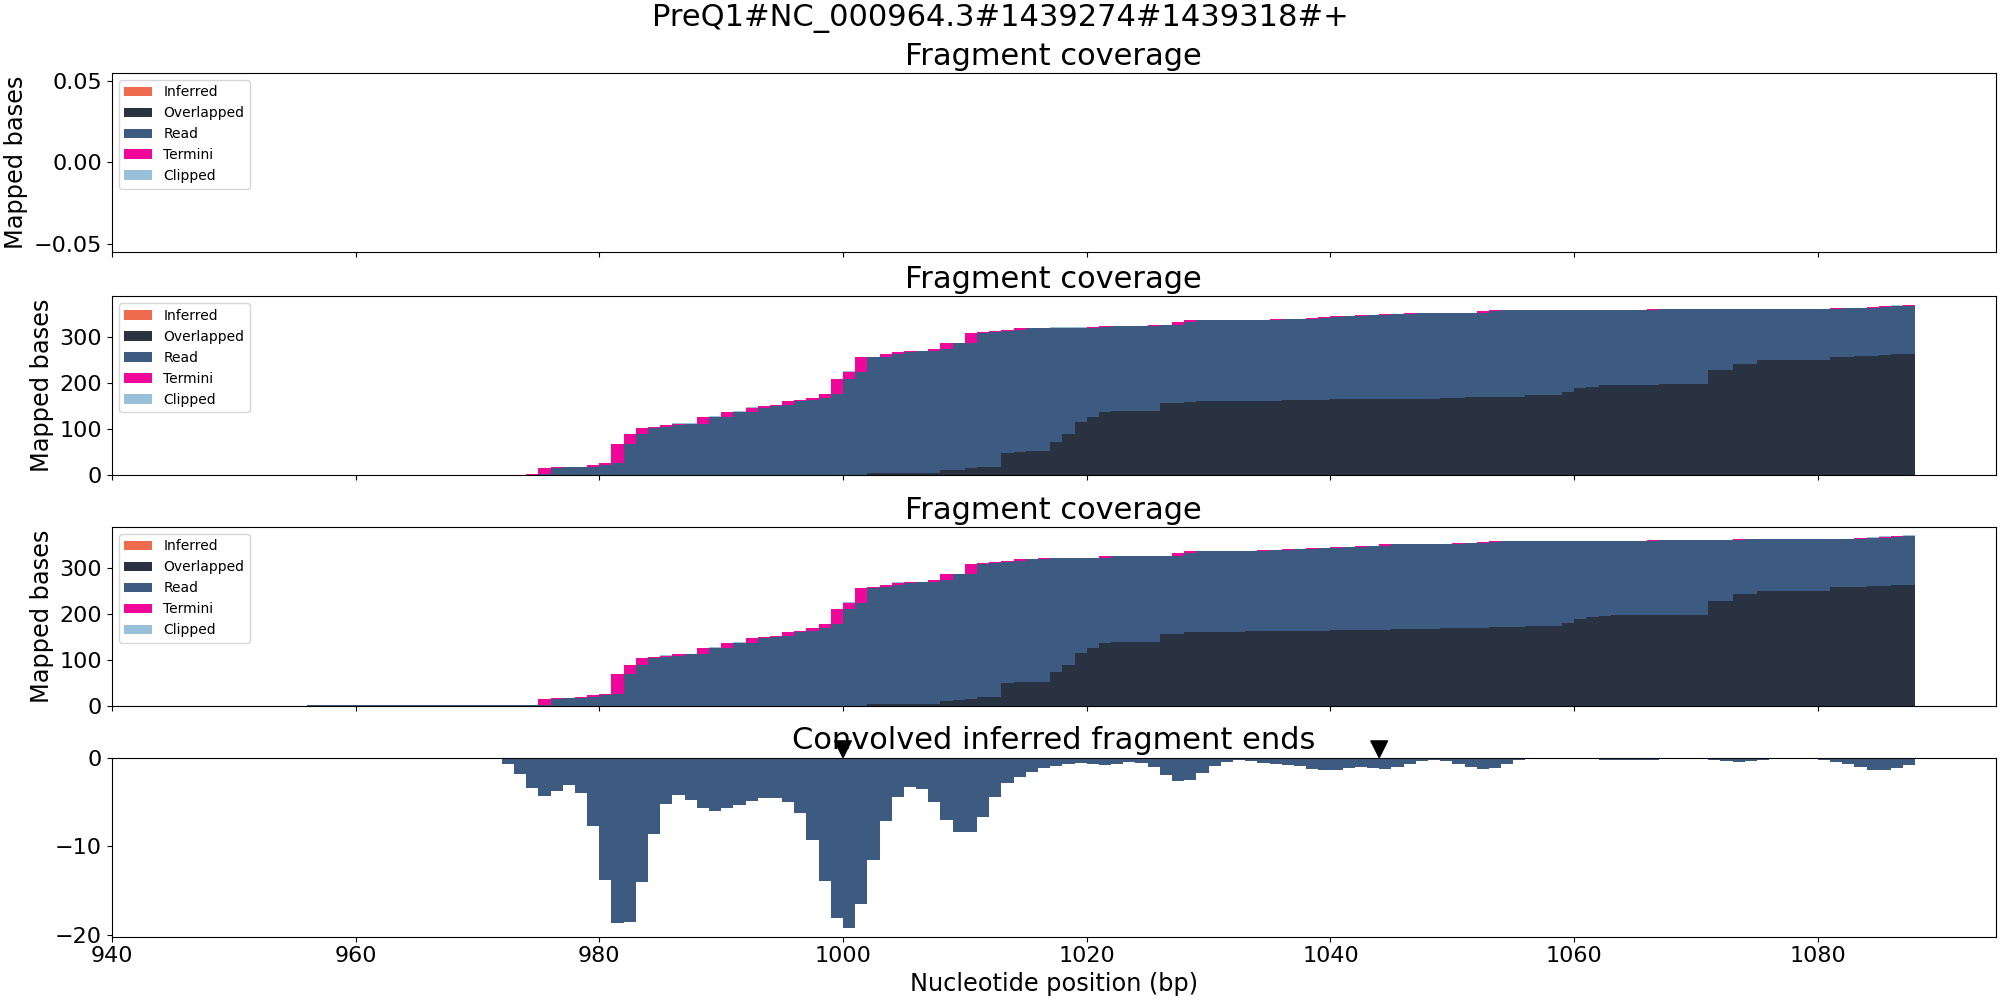 PreQ1#NC_000964.3#1439274#1439318#+
Fragment coverage
Mapped bases
0.05
0.00
−0.05
Inferred
Overlapped
Read
Termini
Clipped
Fragment coverage
Mapped bases
300
200
100
0
Inferred
Overlapped
Read
Termini
Clipped
Fragment coverage
Mapped bases
300
200
100
0
Inferred
Overlapped
Read
Termini
Clipped
Convolved inferred fragment ends
0
−10
−20
940 960 980 1000 1020 1040 1060 1080
Nucleotide position (bp)